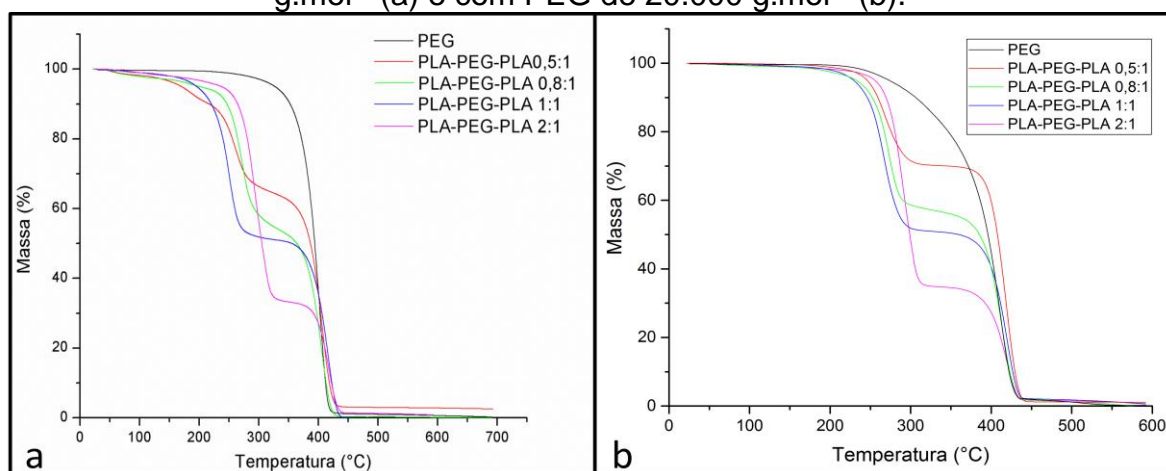 g.mol⁻¹ (a) e com PEG de 20.000 g.mol⁻¹ (b).
PEG
PLA-PEG-PLA0,5:1
PLA-PEG-PLA 0,8:1
PLA-PEG-PLA 1:1
PLA-PEG-PLA 2:1
100
80
60
40
20
0
Massa (%)
0 100 200 300 400 500 600 700
Temperatura (°C)
a
PEG
PLA-PEG-PLA 0,5:1
PLA-PEG-PLA 0,8:1
PLA-PEG-PLA 1:1
PLA-PEG-PLA 2:1
100
80
60
40
20
0
Massa (%)
0 100 200 300 400 500 600
Temperatura (°C)
b